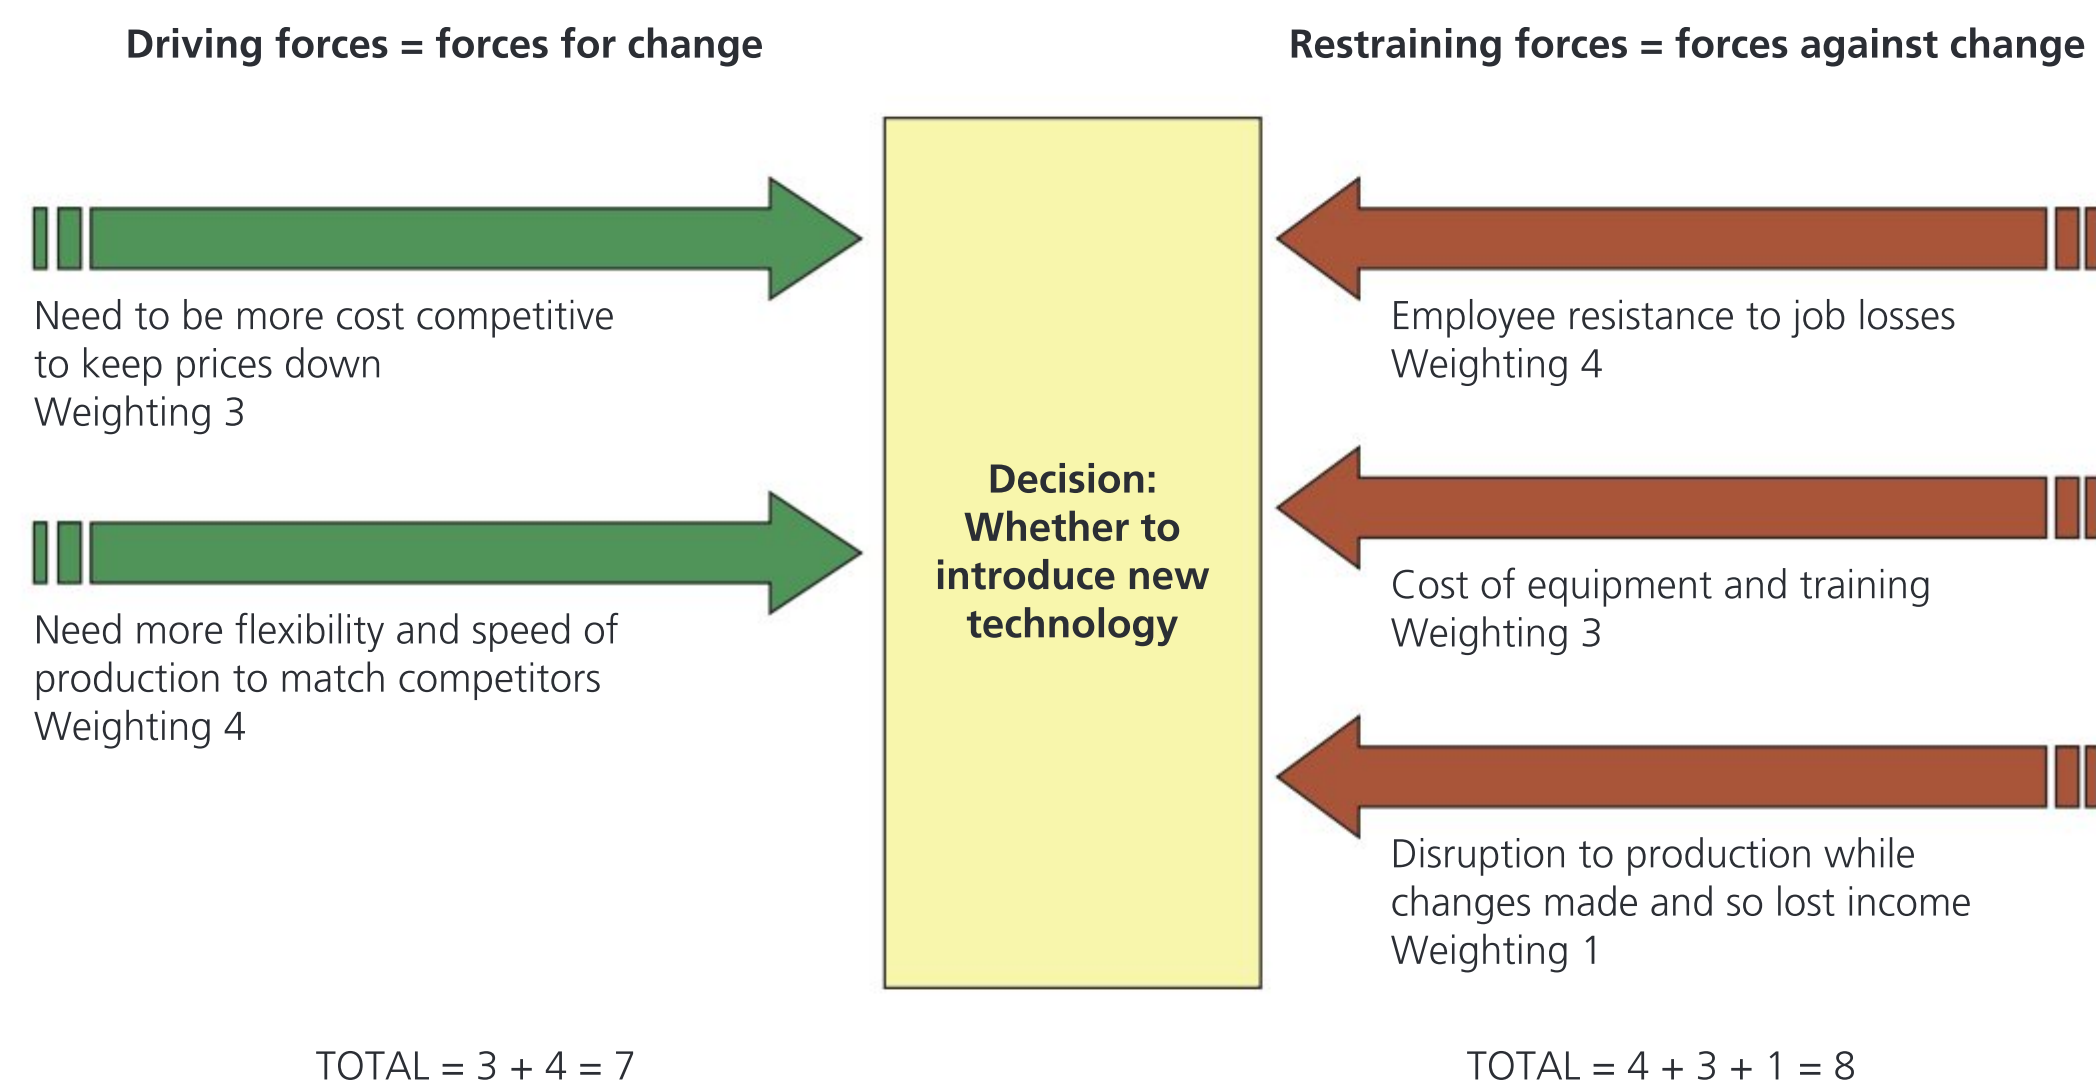 Driving forces = forces for change
Restraining forces = forces against change
Need to be more cost competitive
to keep prices down
Weighting 3
Need more flexibility and speed of
production to match competitors
Weighting 4
Decision:
Whether to
introduce new
technology
Employee resistance to job losses
Weighting 4
Cost of equipment and training
Weighting 3
Disruption to production while
changes made and so lost income
Weighting 1
TOTAL = 3 + 4 = 7
TOTAL = 4 + 3 + 1 = 8